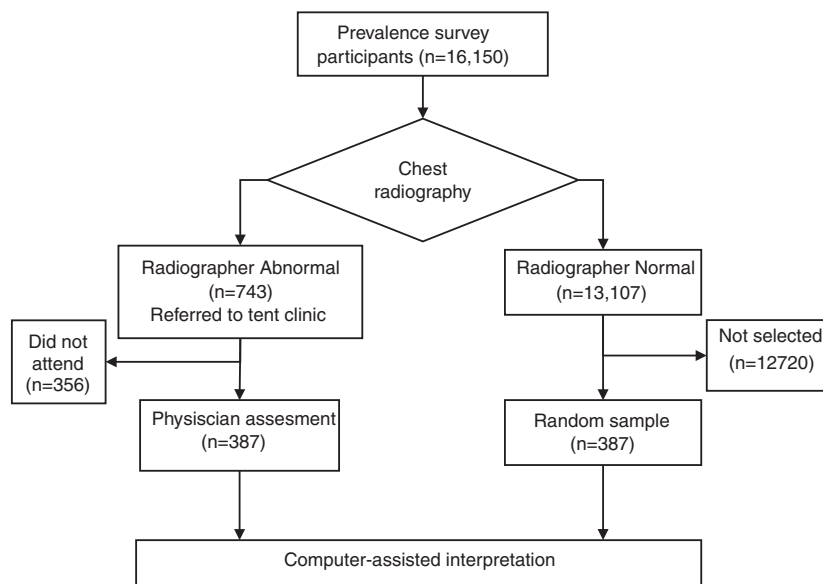 Prevalence survey
participants (n=16,150)
Chest
radiography
Radiographer Abnormal
(n=743)
Referred to tent clinic
Radiographer Normal
(n=13,107)
Did not
attend
(n=356)
Not selected
(n=12720)
Physiscian assesment
(n=387)
Random sample
(n=387)
Computer-assisted interpretation